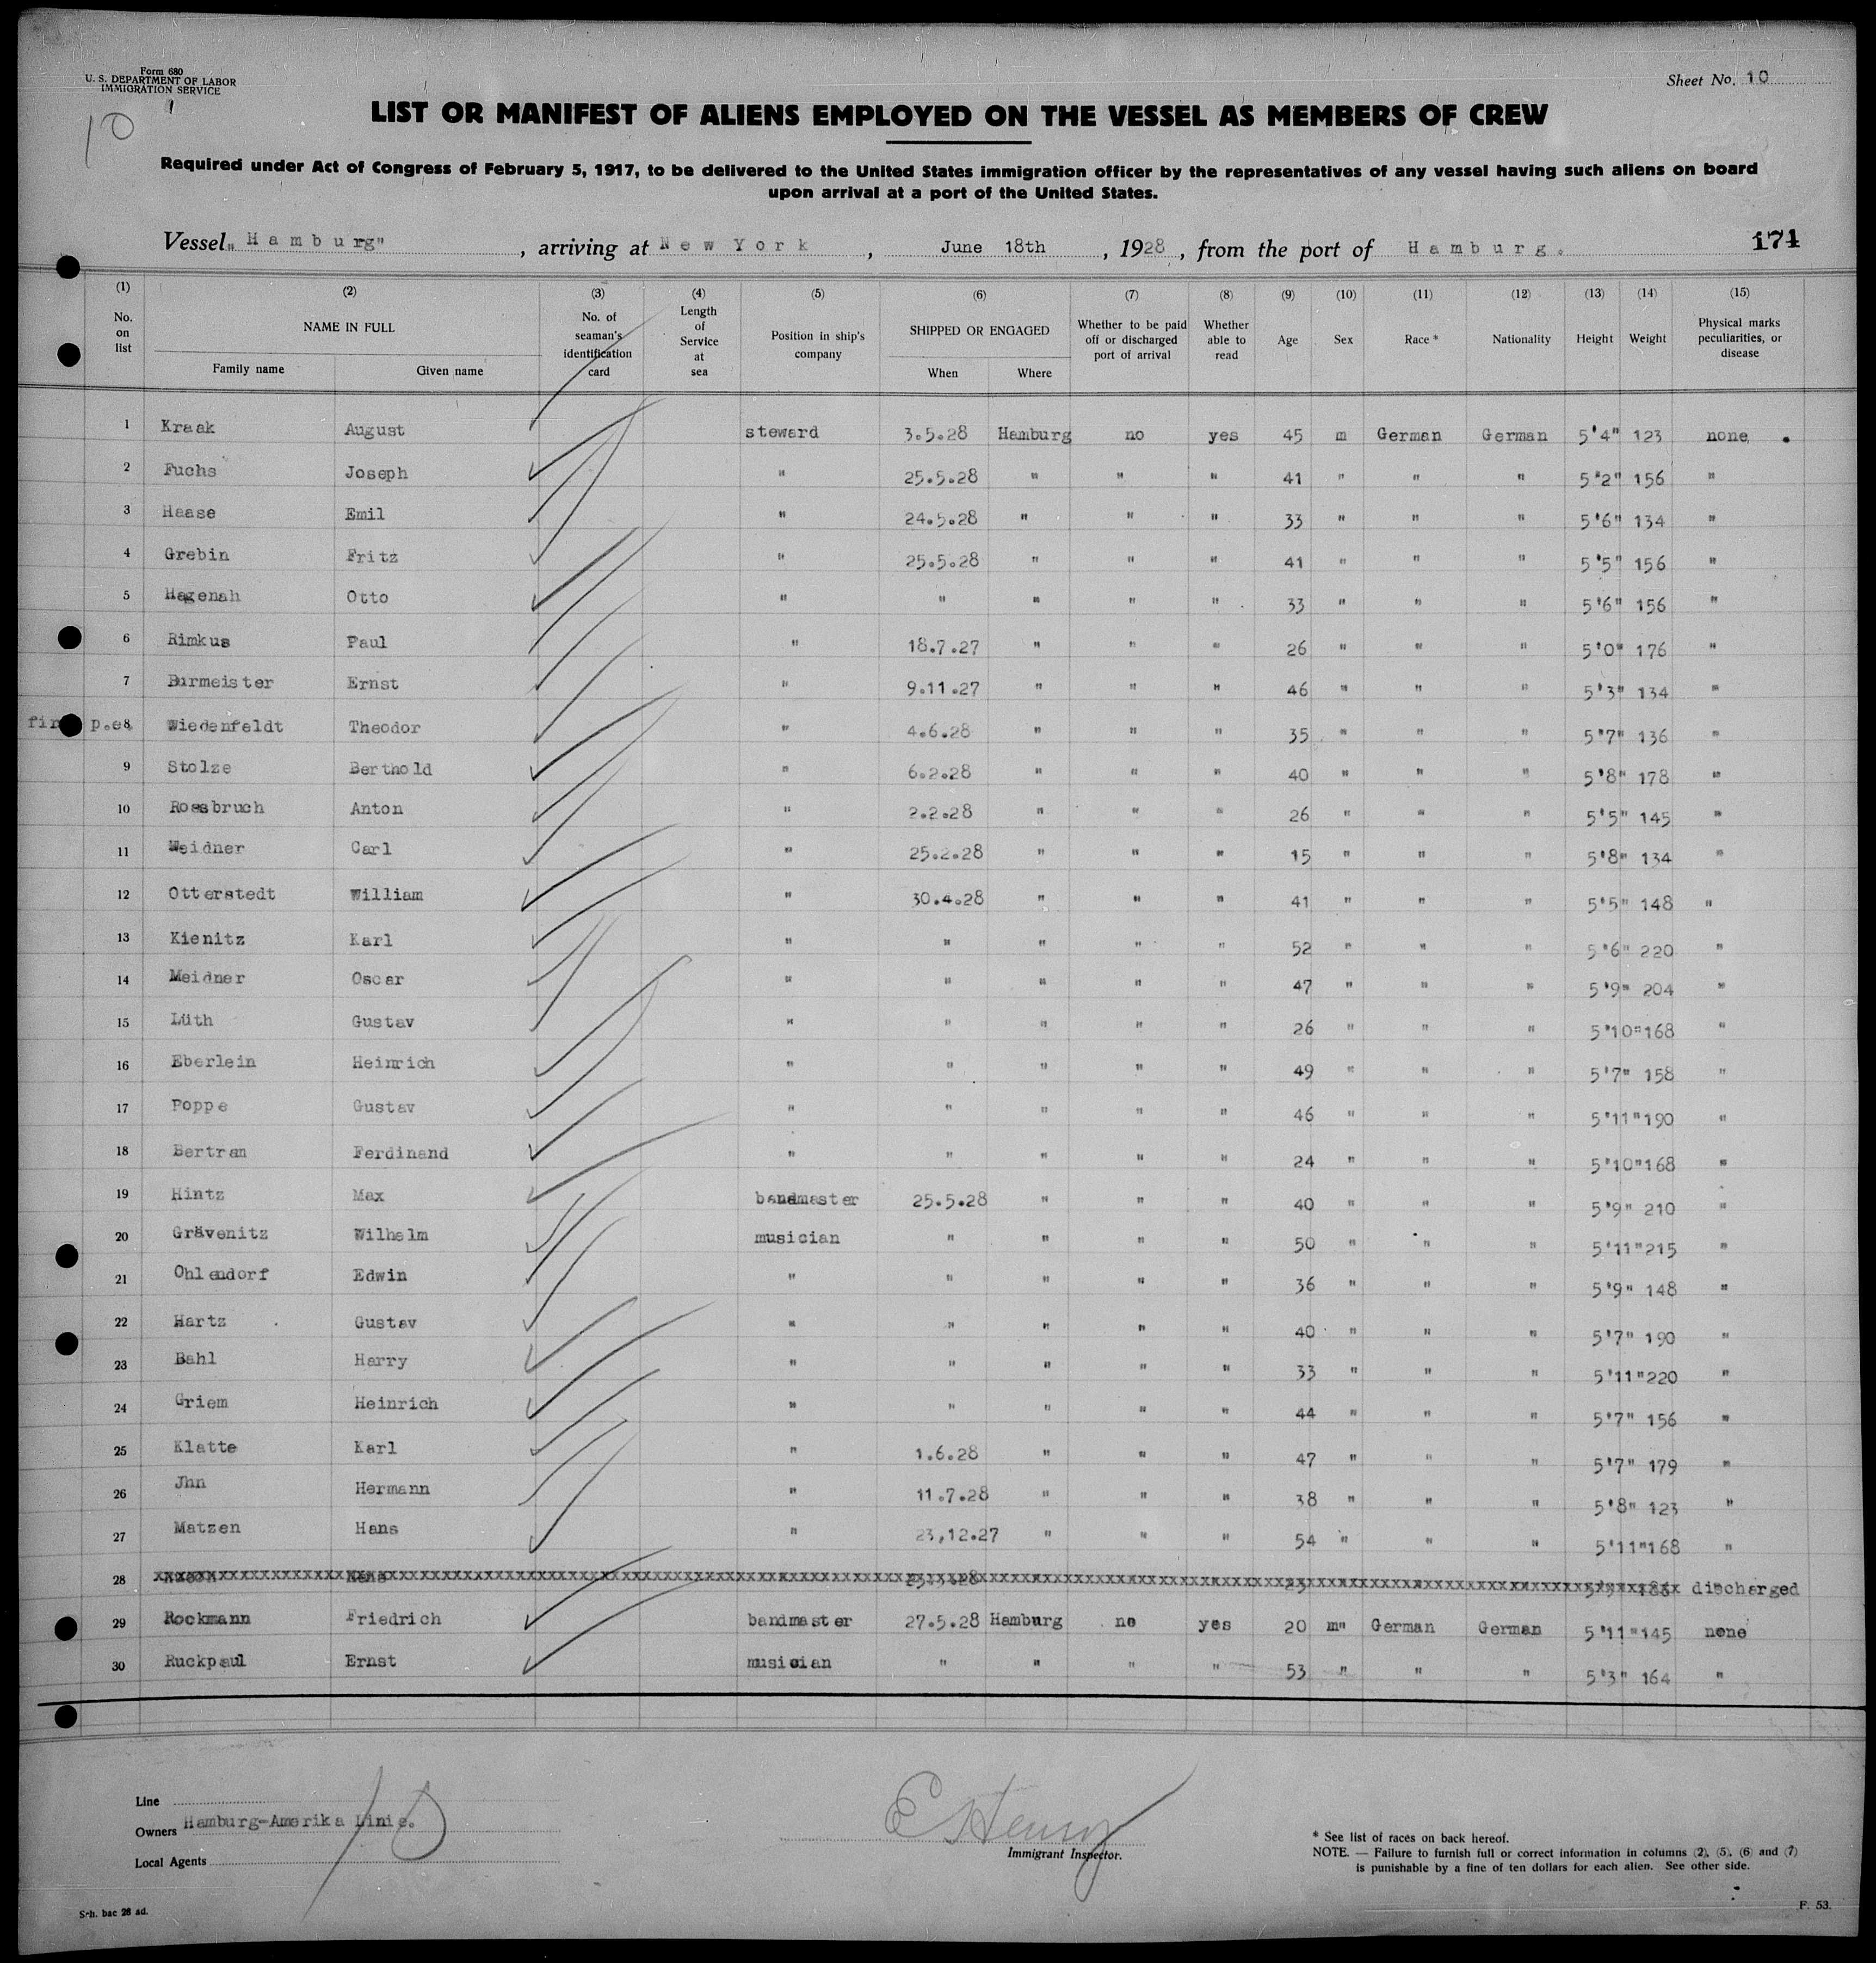 Form 680
U. S. DEPARTMENT OF LABOR
IMMIGRATION SERVICE
Sheet No. 10
10
LIST OR MANIFEST OF ALIENS EMPLOYED ON THE VESSEL AS MEMBERS OF CREW
Required under Act of Congress of February 5, 1917, to be delivered to the United States immigration officer by the representatives of any vessel having such aliens on board
upon arrival at a port of the United States.
Vessel "Hamburg", arriving at New York, June 18th, 1928, from the port of Hamburg. 171
(1) (2) (3) (4) (5) (6) (7) (8) (9) (10) (11) (12) (13) (14) (15)
No. on list NAME IN FULL Family name Given name No. of seaman's identification card Length of Service at sea Position in ship's company SHIPPED OR ENGAGED When Where Whether to be paid off or discharged port of arrival Whether able to read Age Sex Race * Nationality Height Weight Physical marks peculiarities, or disease
1 Kraak August steward 3.5.28 Hamburg no yes 45 m German German 5'4" 123 none.
2 Fuchs Joseph " 25.5.28 " " " 41 " " " 5"2" 156 "
3 Haase Emil " 24.5.28 " " " 33 " " " 5'6" 134 "
4 Grebin Fritz " 25.5.28 " " " 41 " " " 5'5" 156 "
5 Hagenah Otto " " " " " 33 " " " 5'6" 156 "
6 Rimkus Paul " 18.7.27 " " " 26 " " " 5'0" 176 "
7 Burmeister Ernst " 9.11.27 " " " 46 " " " 5'3" 134 "
p.e. 8 Wiedenfeldt Theodor " 4.6.28 " " " 35 " " " 5"7" 136 "
9 Stolze Berthold " 6.2.28 " " " 40 " " " 5'8" 178 "
10 Rossbruch Anton " 2.2.28 " " " 26 " " " 5'5" 145 "
11 Weidner Carl " 25.2.28 " " " 15 " " " 5'8" 134 "
12 Otterstedt William " 30.4.28 " " " 41 " " " 5'5" 148 "
13 Kienitz Karl " " " " " 52 " " " 5'6" 220 "
14 Meidner Oscar " " " " " 47 " " " 5'9" 204 "
15 Lüth Gustav " " " " " 26 " " " 5'10" 168 "
16 Eberlein Heinrich " " " " " 49 " " " 5'7" 158 "
17 Poppe Gustav " " " " " 46 " " " 5'11" 190 "
18 Bertram Ferdinand " " " " " 24 " " " 5'10" 168 "
19 Hintz Max bandmaster 25.5.28 " " " 40 " " " 5'9" 210 "
20 Grävenitz Wilhelm musician " " " " 50 " " " 5'11" 215 "
21 Ohlendorf Edwin " " " " " 36 " " " 5'9" 148 "
22 Hartz Gustav " " " " " 40 " " " 5'7" 190 "
23 Bahl Harry " " " " " 33 " " " 5'11" 220 "
24 Griem Heinrich " " " " " 44 " " " 5'7" 156 "
25 Klatte Karl " 1.6.28 " " " 47 " " " 5'7" 179 "
26 Jhn Hermann " 11.7.28 " " " 38 " " " 5'8" 123 "
27 Matzen Hans " 23,12.27 " " " 54 " " " 5'11" 168 "
28 discharged
29 Rockmann Friedrich bandmaster 27.5.28 Hamburg no yes 20 m" German German 5'11" 145 none
30 Ruckpaul Ernst musician " " " " 53 " " " 5'3" 164 "
Line
Owners Hamburg-Amerika Linie.
Local Agents
10
E Henry
Immigrant Inspector.
* See list of races on back hereof.
NOTE. — Failure to furnish full or correct information in columns (2), (5), (6) and (7)
is punishable by a fine of ten dollars for each alien. See other side.
Sch. bac 28 ad.
F. 53.